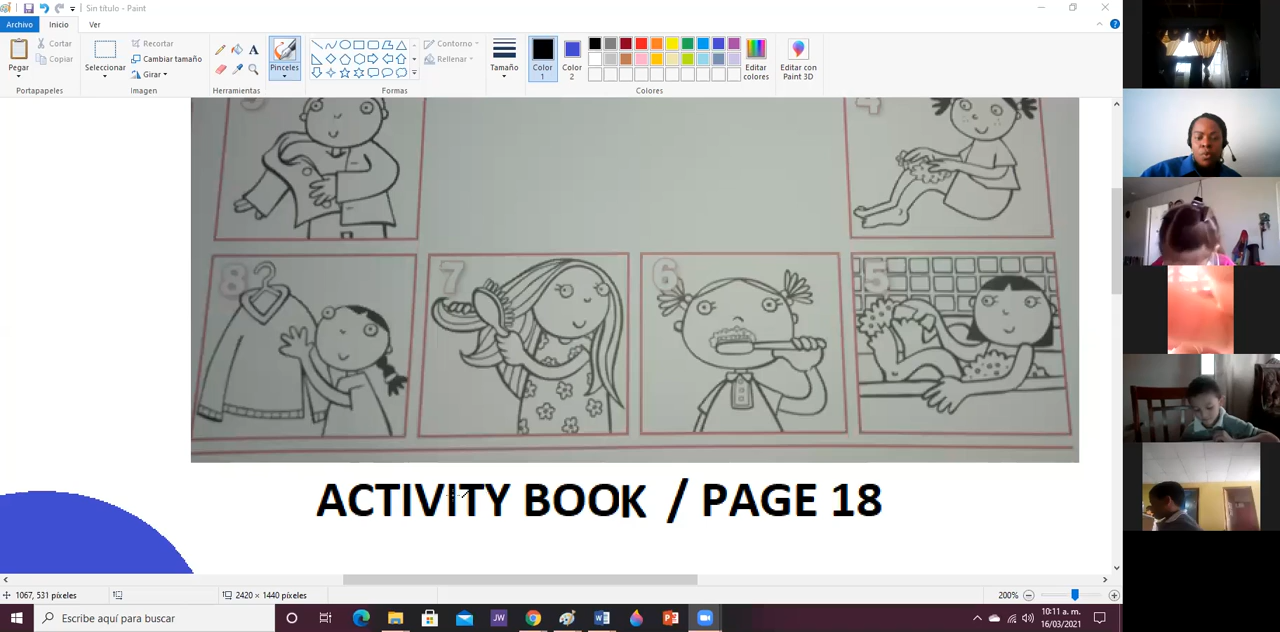 Sin título - Paint
Archivo Inicio Ver
Pegar
Cortar
Copiar
Portapapeles
Seleccionar
Recortar
Cambiar tamaño
Girar
Imagen
Herramientas
Pinceles
Contorno
Rellenar
Formas
Tamaño
Color 1
Color 2
Colores
Editar colores
Editar con Paint 3D
3
4
8
7
6
5
ACTIVITY BOOK / PAGE 18
1067, 531 píxeles
2420 × 1440 píxeles
200%
Escribe aquí para buscar
JW
W
P
10:11 a. m.
16/03/2021